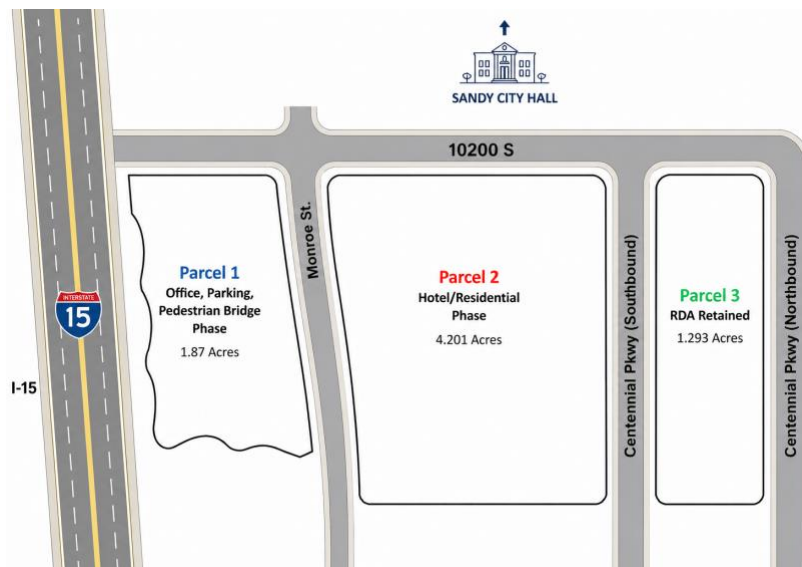 SANDY CITY HALL
10200 S
Monroe St.
Parcel 1
Office, Parking,
Pedestrian Bridge
Phase
1.87 Acres
Parcel 2
Hotel/Residential
Phase
4.201 Acres
Parcel 3
RDA Retained
1.293 Acres
INTERSTATE
15
I-15
Centennial Pkwy (Southbound)
Centennial Pkwy (Northbound)